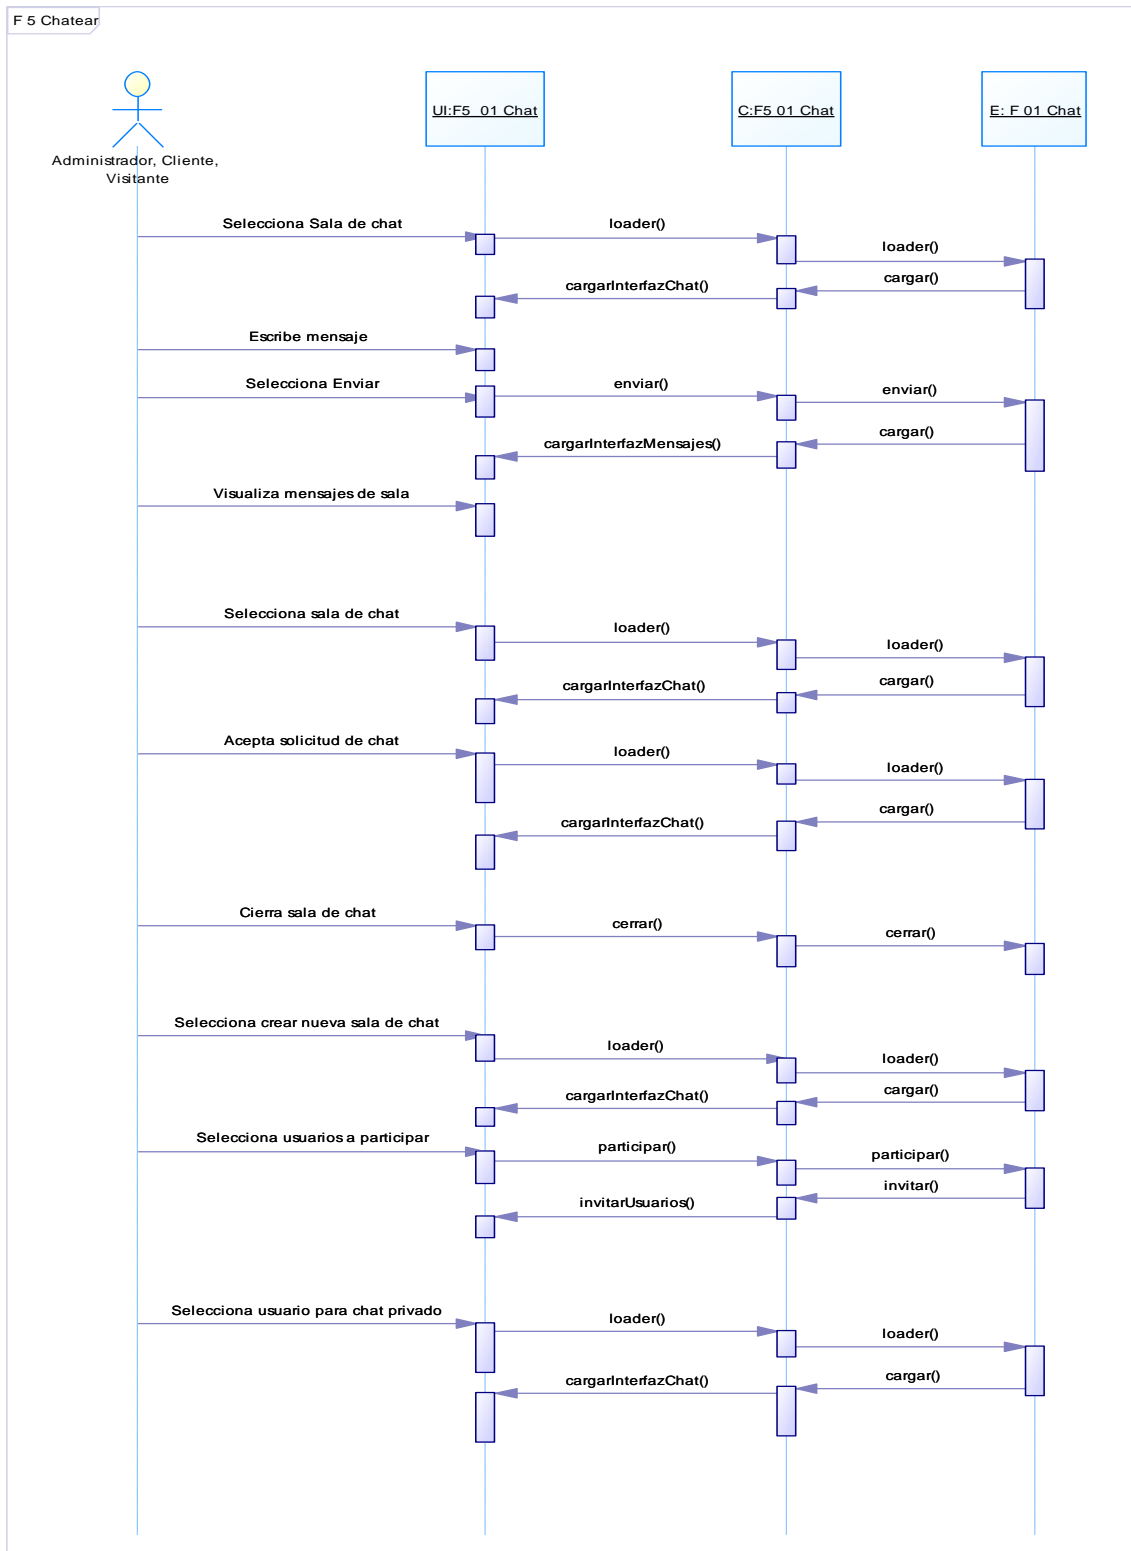 F 5 Chatear
UI:F5_01 Chat
C:F5 01 Chat
E: F 01 Chat
Administrador, Cliente,
Visitante
Selecciona Sala de chat
loader()
loader()
cargar()
cargarInterfazChat()
Escribe mensaje
Selecciona Enviar
enviar()
enviar()
cargar()
cargarInterfazMensajes()
Visualiza mensajes de sala
Selecciona sala de chat
loader()
loader()
cargar()
cargarInterfazChat()
Acepta solicitud de chat
loader()
loader()
cargar()
cargarInterfazChat()
Cierra sala de chat
cerrar()
cerrar()
Selecciona crear nueva sala de chat
loader()
loader()
cargar()
cargarInterfazChat()
Selecciona usuarios a participar
participar()
participar()
invitar()
invitarUsuarios()
Selecciona usuario para chat privado
loader()
loader()
cargar()
cargarInterfazChat()